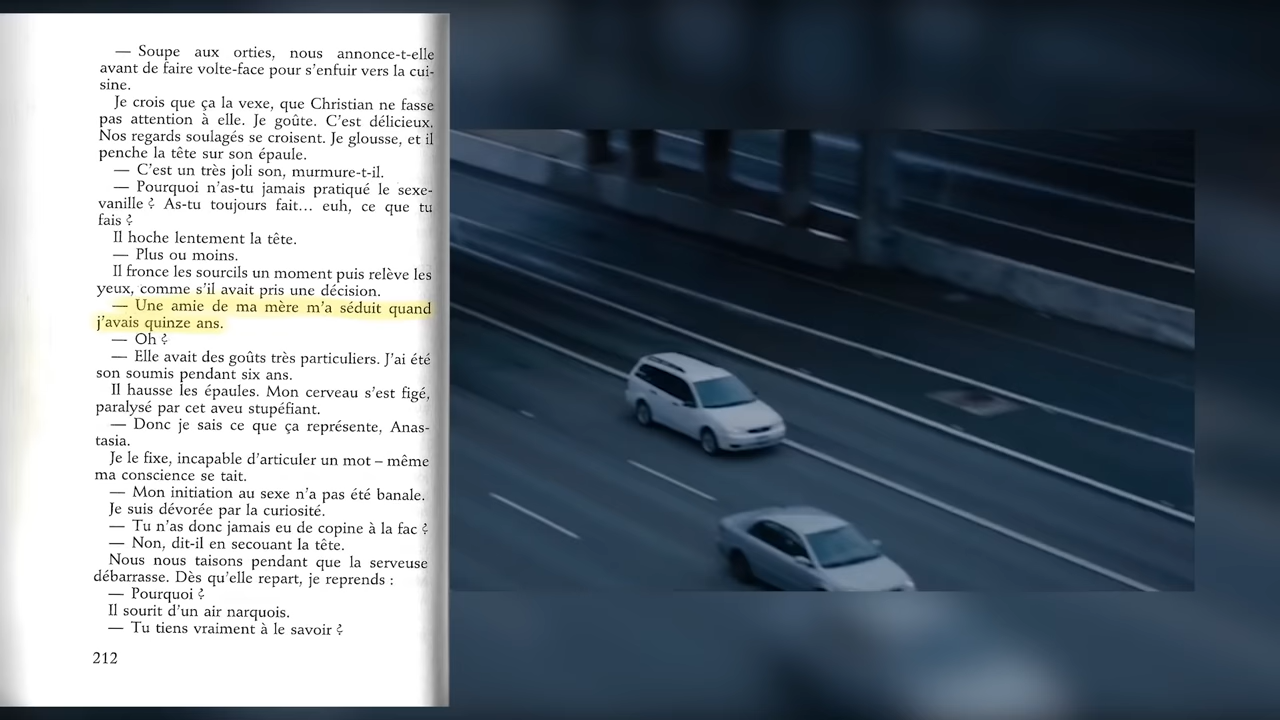 — Soupe aux orties, nous annonce-t-elle
avant de faire volte-face pour s'enfuir vers la cui-
sine.
Je crois que ça la vexe, que Christian ne fasse
pas attention à elle. Je goûte. C'est délicieux.
Nos regards soulagés se croisent. Je glousse, et il
penche la tête sur son épaule.
— C'est un très joli son, murmure-t-il.
— Pourquoi n'as-tu jamais pratiqué le sexe-
vanille ? As-tu toujours fait... euh, ce que tu
fais ?
Il hoche lentement la tête.
— Plus ou moins.
Il fronce les sourcils un moment puis relève les
yeux, comme s'il avait pris une décision.
— Une amie de ma mère m'a séduit quand
j'avais quinze ans.
— Oh ?
— Elle avait des goûts très particuliers. J'ai été
son soumis pendant six ans.
Il hausse les épaules. Mon cerveau s'est figé,
paralysé par cet aveu stupéfiant.
— Donc je sais ce que ça représente, Anas-
tasia.
Je le fixe, incapable d'articuler un mot – même
ma conscience se tait.
— Mon initiation au sexe n'a pas été banale.
Je suis dévorée par la curiosité.
— Tu n'as donc jamais eu de copine à la fac ?
— Non, dit-il en secouant la tête.
Nous nous taisons pendant que la serveuse
débarrasse. Dès qu'elle repart, je reprends :
— Pourquoi ?
Il sourit d'un air narquois.
— Tu tiens vraiment à le savoir ?
212